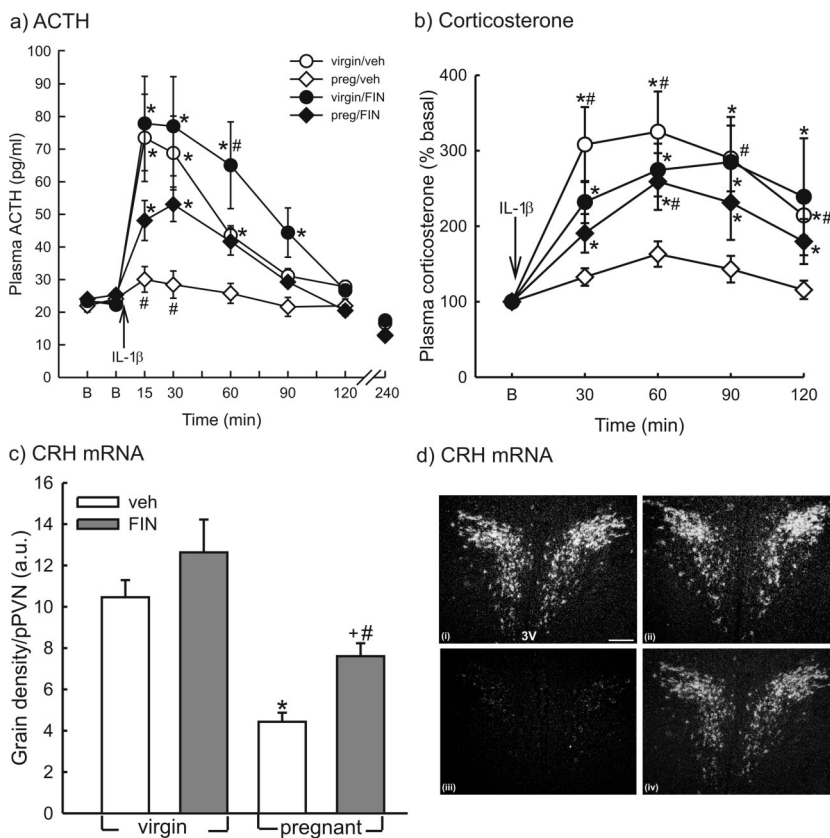 a) ACTH
100
90
80
70
60
50
40
30
20
10
0
Plasma ACTH (pg/ml)
virgin/veh
preg/veh
virgin/FIN
preg/FIN
*
*
*
*
*
*
*#
*
*
#
#
IL-1β
B B 15 30 60 90 120 240
Time (min)
b) Corticosterone
400
300
200
100
0
Plasma corticosterone (% basal)
IL-1β
*#
*#
*
*
*
*
#
*
*
*#
*
*#
*
B 30 60 90 120
Time (min)
c) CRH mRNA
16
14
12
10
8
6
4
2
0
Grain density/pPVN (a.u.)
veh
FIN
*
+#
virgin pregnant
d) CRH mRNA
(i) 3V
(ii)
(iii)
(iv)